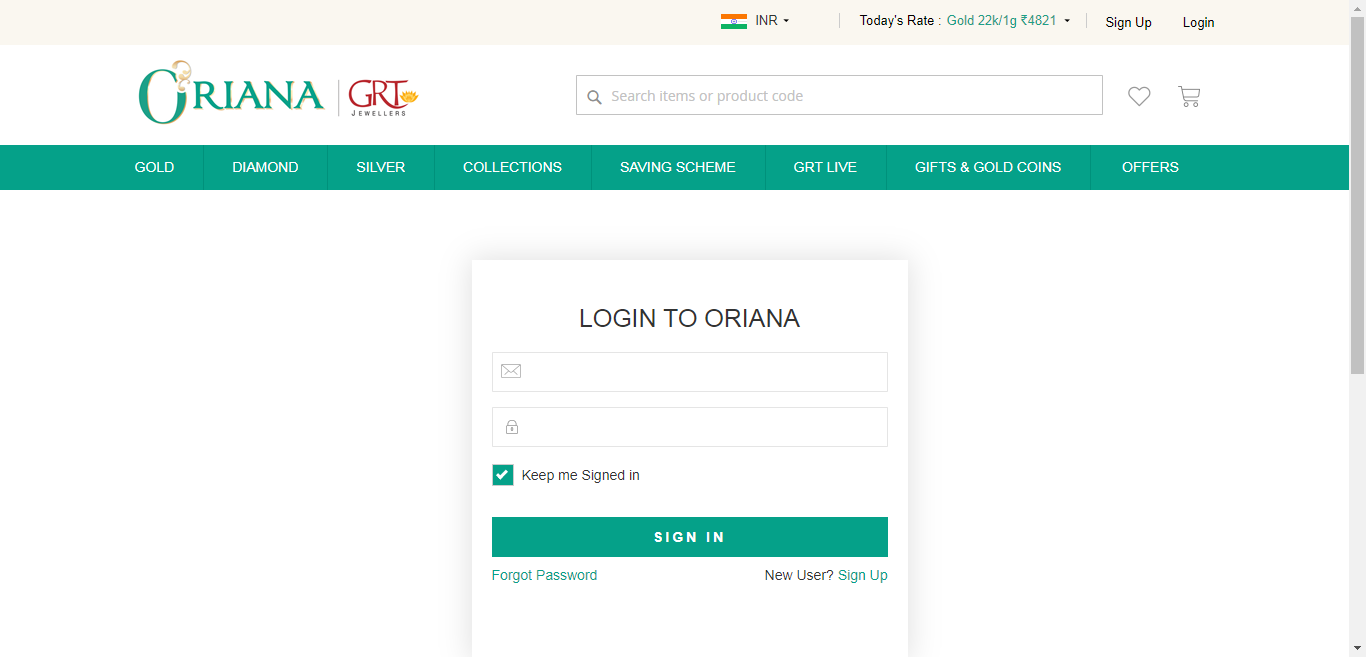 INR
Today's Rate : Gold 22k/1g ₹4821
Sign Up
Login
ORIANA
GRT
JEWELLERS
Search items or product code
GOLD
DIAMOND
SILVER
COLLECTIONS
SAVING SCHEME
GRT LIVE
GIFTS & GOLD COINS
OFFERS
LOGIN TO ORIANA
Keep me Signed in
SIGN IN
Forgot Password
New User? Sign Up